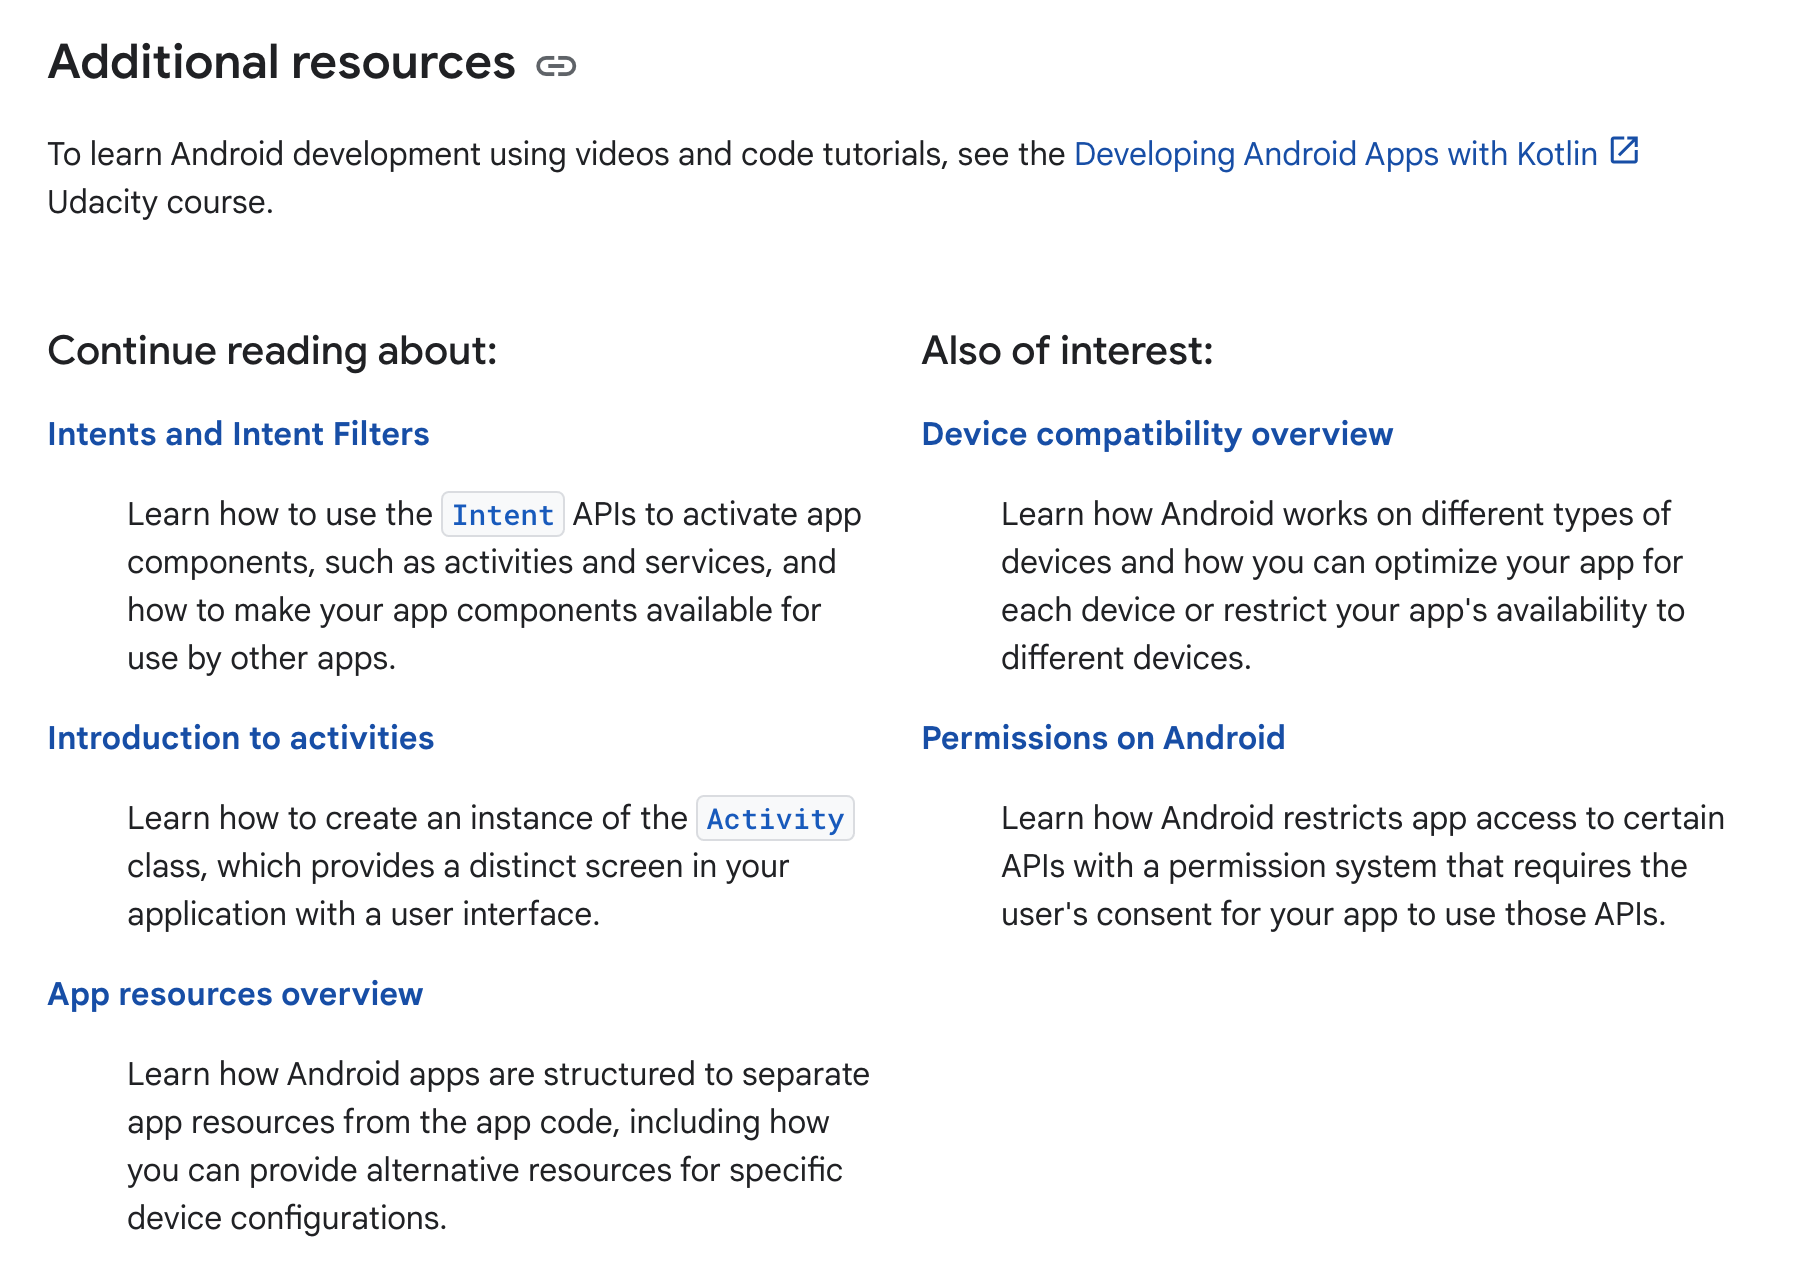 Additional resources
To learn Android development using videos and code tutorials, see the Developing Android Apps with Kotlin
Udacity course.
Continue reading about:
Intents and Intent Filters
Learn how to use the Intent APIs to activate app
components, such as activities and services, and
how to make your app components available for
use by other apps.
Introduction to activities
Learn how to create an instance of the Activity
class, which provides a distinct screen in your
application with a user interface.
App resources overview
Learn how Android apps are structured to separate
app resources from the app code, including how
you can provide alternative resources for specific
device configurations.
Also of interest:
Device compatibility overview
Learn how Android works on different types of
devices and how you can optimize your app for
each device or restrict your app's availability to
different devices.
Permissions on Android
Learn how Android restricts app access to certain
APIs with a permission system that requires the
user's consent for your app to use those APIs.